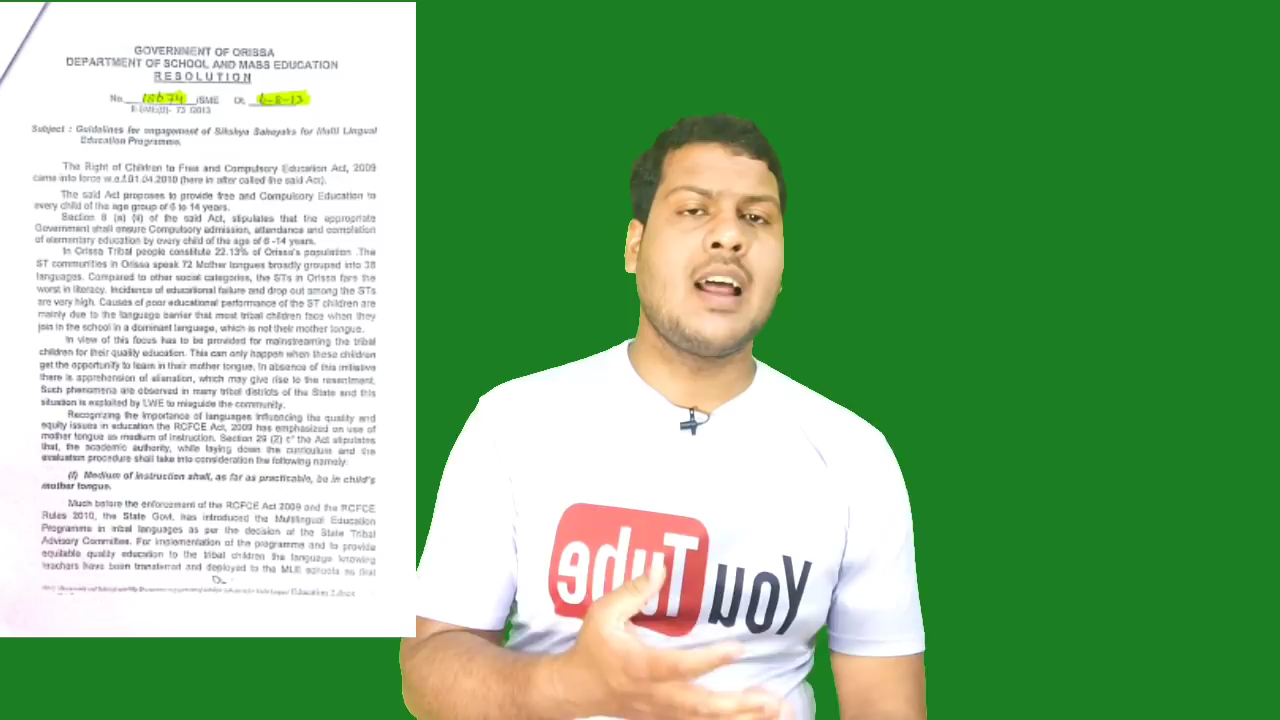 GOVERNMENT OF ORISSA
DEPARTMENT OF SCHOOL AND MASS EDUCATION
RESOLUTION
No. 15674 /SME Dt. 6-8-13
73 /2013
Subject : Guidelines for engagement of Sikshya Sahayaks for Multi Lingual
Education Programme.
The Right of Children to Free and Compulsory Education Act, 2009
came into force w.e.f.01.04.2010 (here in after called the said Act).
The said Act proposes to provide free and Compulsory Education to
every child of the age group of 6 to 14 years.
Section 8 (a) (ii) of the said Act, stipulates that the appropriate
Government shall ensure Compulsory admission, attendance and completion
of elementary education by every child of the age of 6 -14 years.
In Orissa Tribal people constitute 22.13% of Orissa's population .The
ST communities in Orissa speak 72 Mother tongues broadly grouped into 38
languages. Compared to other social categories, the STs in Orissa fare the
worst in literacy. Incidence of educational failure and drop out among the STs
are very high. Causes of poor educational performance of the ST children are
mainly due to the language barrier that most tribal children face when they
join in the school in a dominant language, which is not their mother tongue.
In view of this focus has to be provided for mainstreaming the tribal
children for their quality education. This can only happen when these children
get the opportunity to learn in their mother tongue. In absence of this initiative
there is apprehension of alienation, which may give rise to the resentment.
Such phenomena are observed in many tribal districts of the State and this
situation is exploited by LWE to misguide the community.
Recognizing the importance of languages influencing the quality and
equity issues in education the RCFCE Act, 2009 has emphasized on use of
mother tongue as medium of instruction. Section 29 (2) of the Act stipulates
that, the academic authority, while laying down the curriculum and the
evaluation procedure shall take into consideration the following namely:
(f) Medium of instruction shall, as far as practicable, be in child's
mother tongue.
Much before the enforcement of the RCFCE Act 2009 and the RCFCE
Rules 2010, the State Govt. has introduced the Multilingual Education
Programme in tribal languages as per the decision of the State Tribal
Advisory Committee. For implementation of the programme and to provide
equitable quality education to the tribal children the language knowing
teachers have been transferred and deployed to the MLE schools as first
Education 2.docx
YouTube